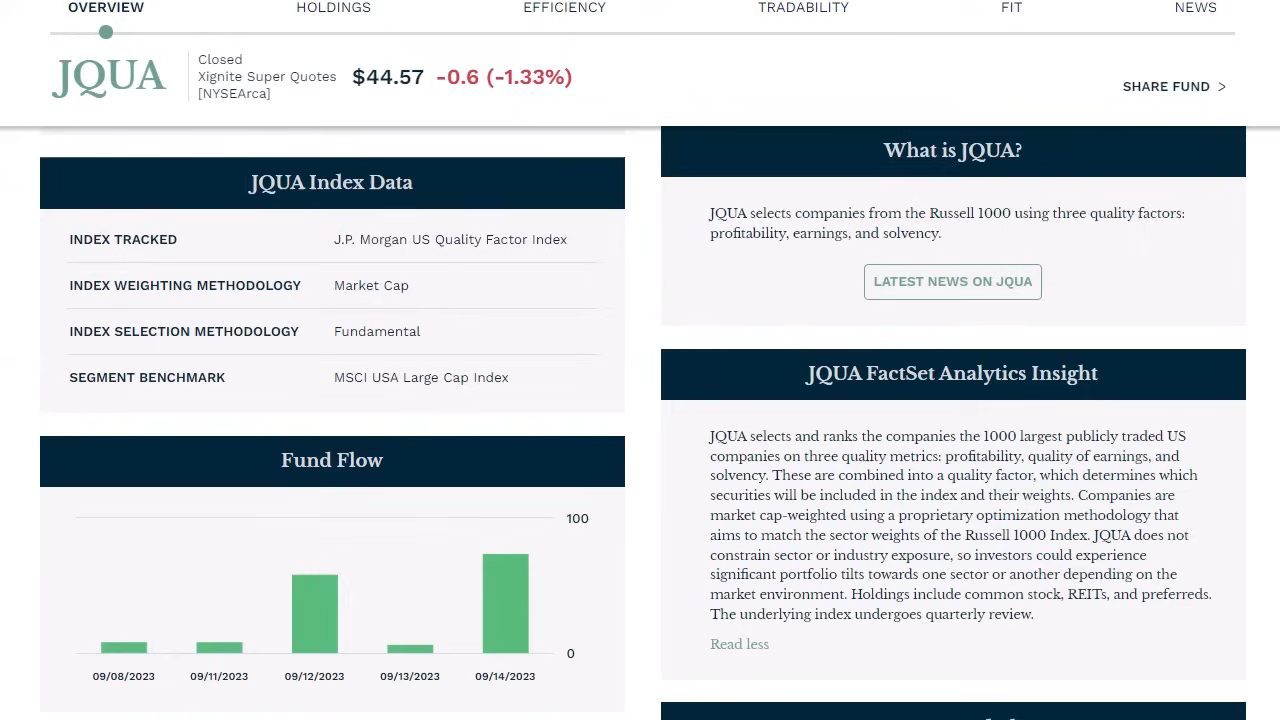 OVERVIEW HOLDINGS EFFICIENCY TRADABILITY FIT NEWS
JQUA
Closed
Xignite Super Quotes
[NYSEArca]
$44.57 -0.6 (-1.33%)
SHARE FUND >
JQUA Index Data
INDEX TRACKED J.P. Morgan US Quality Factor Index
INDEX WEIGHTING METHODOLOGY Market Cap
INDEX SELECTION METHODOLOGY Fundamental
SEGMENT BENCHMARK MSCI USA Large Cap Index
Fund Flow
100
0
09/08/2023 09/11/2023 09/12/2023 09/13/2023 09/14/2023
What is JQUA?
JQUA selects companies from the Russell 1000 using three quality factors:
profitability, earnings, and solvency.
LATEST NEWS ON JQUA
JQUA FactSet Analytics Insight
JQUA selects and ranks the companies the 1000 largest publicly traded US
companies on three quality metrics: profitability, quality of earnings, and
solvency. These are combined into a quality factor, which determines which
securities will be included in the index and their weights. Companies are
market cap-weighted using a proprietary optimization methodology that
aims to match the sector weights of the Russell 1000 Index. JQUA does not
constrain sector or industry exposure, so investors could experience
significant portfolio tilts towards one sector or another depending on the
market environment. Holdings include common stock, REITs, and preferreds.
The underlying index undergoes quarterly review.
Read less